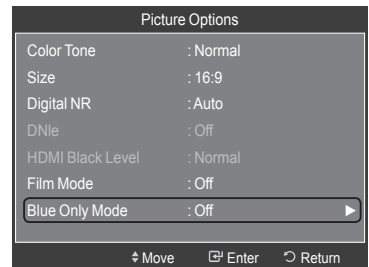 Picture Options
Color Tone : Normal
Size : 16:9
Digital NR : Auto
DNIe : Off
HDMI Black Level : Normal
Film Mode : Off
Blue Only Mode : Off
Move Enter Return